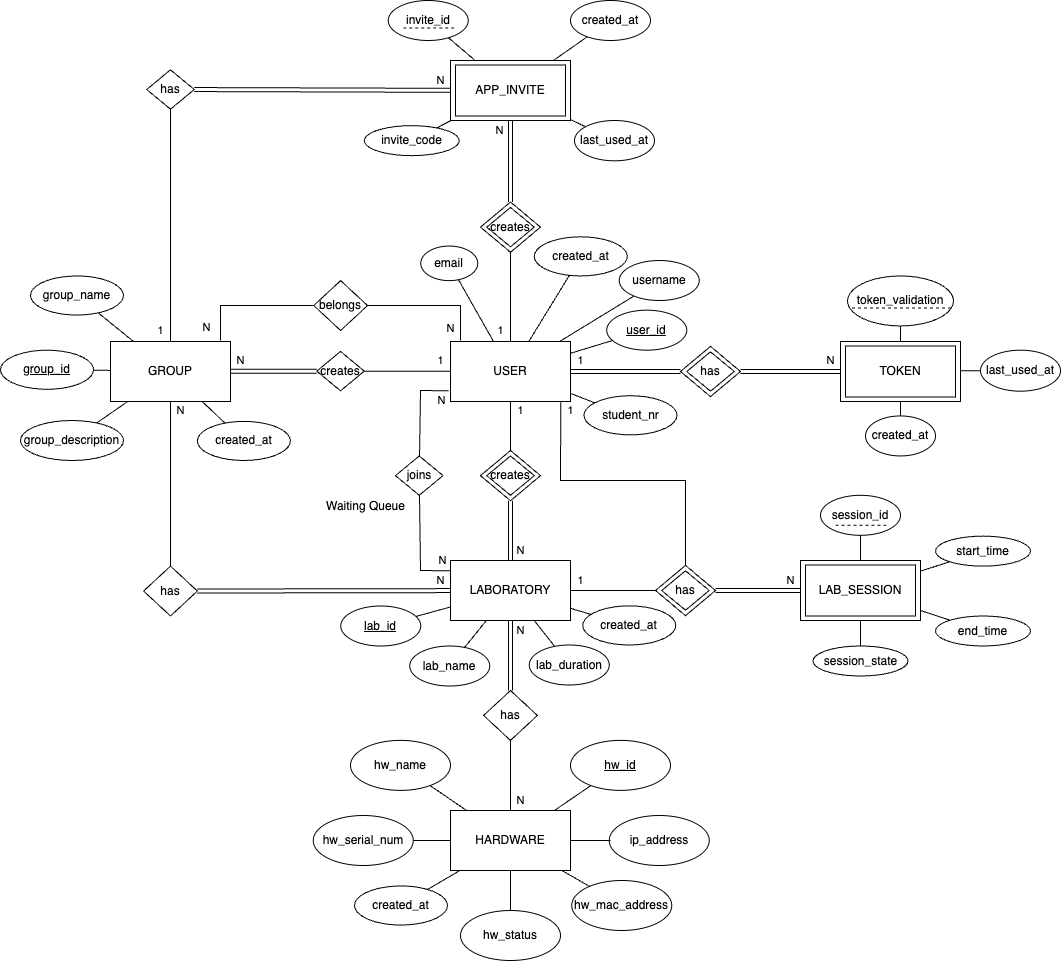 invite_id
created_at
has
N
APP_INVITE
invite_code
N
last_used_at
creates
email
created_at
username
group_name
belongs
token_validation
1
N
N
1
user_id
group_id
GROUP
N
creates
1
USER
1
has
N
TOKEN
last_used_at
N
N
1
1
student_nr
group_description
created_at
created_at
joins
creates
Waiting Queue
session_id
N
N
start_time
has
N
LABORATORY
1
has
N
LAB_SESSION
lab_id
N
created_at
end_time
lab_name
lab_duration
session_state
has
hw_name
hw_id
N
hw_serial_num
HARDWARE
ip_address
created_at
hw_mac_address
hw_status